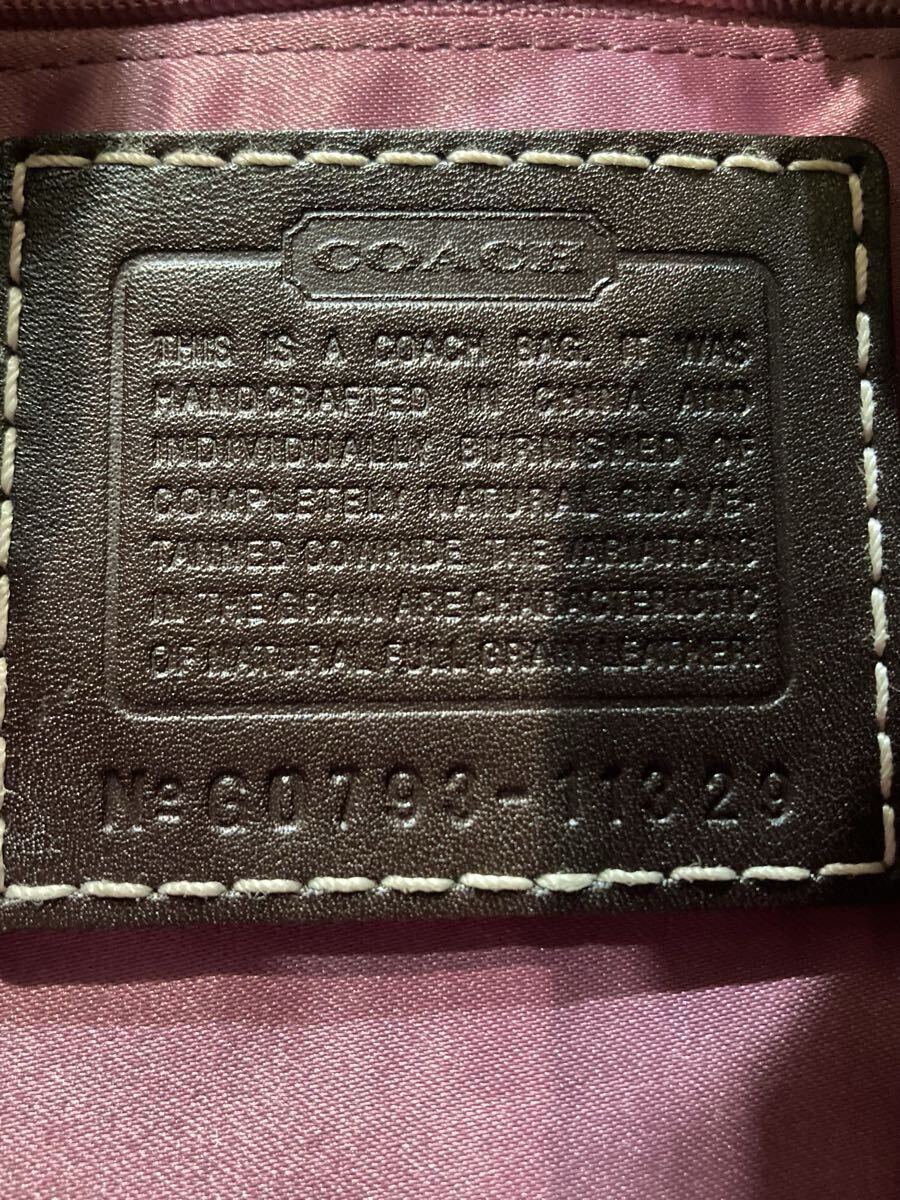 COACH
THIS IS A COACH BAG. IT WAS
HANDCRAFTED IN CHINA AND
INDIVIDUALLY BURNISHED OF
COMPLETELY NATURAL GLOVE-
TANNED COWHIDE. THE VARIATIONS
IN THE GRAIN ARE CHARACTERISTIC
OF NATURAL FULL GRAIN LEATHER.
Nº G0793-11329